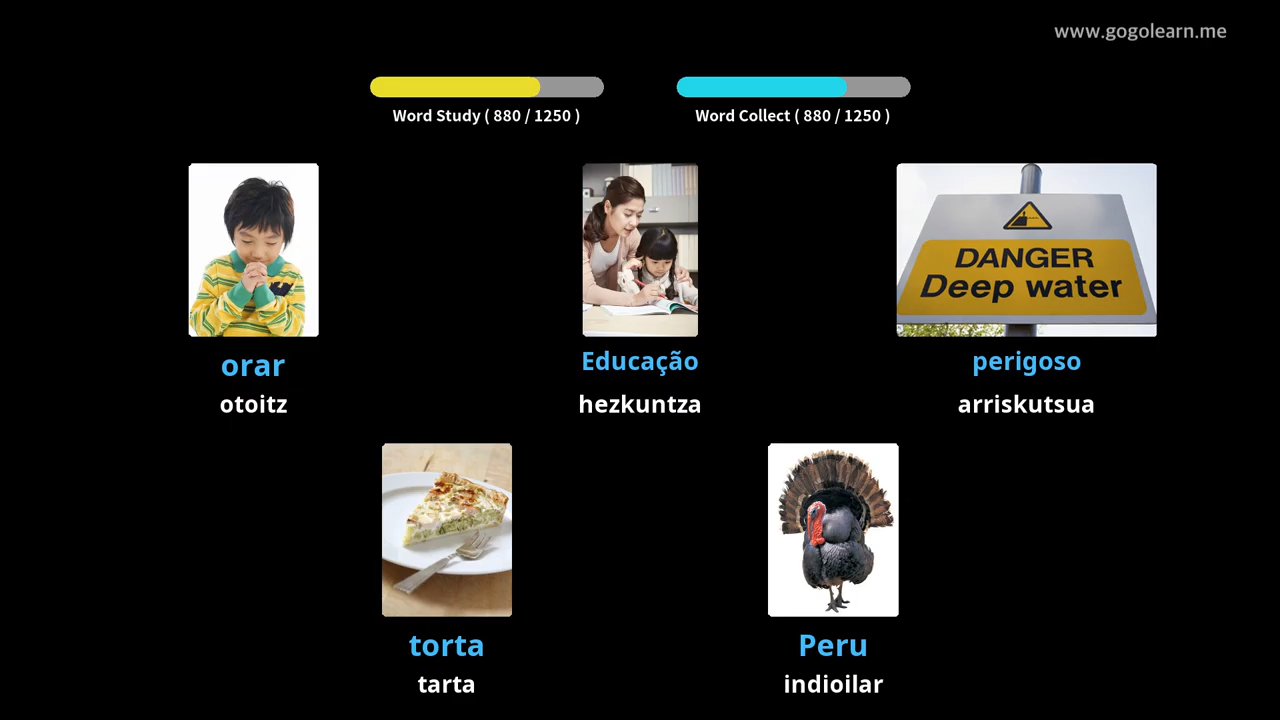 www.gogolearn.me
Word Study ( 880 / 1250 )
Word Collect ( 880 / 1250 )
DANGER
Deep water
orar
Educação
perigoso
otoitz
hezkuntza
arriskutsua
torta
Peru
tarta
indioilar